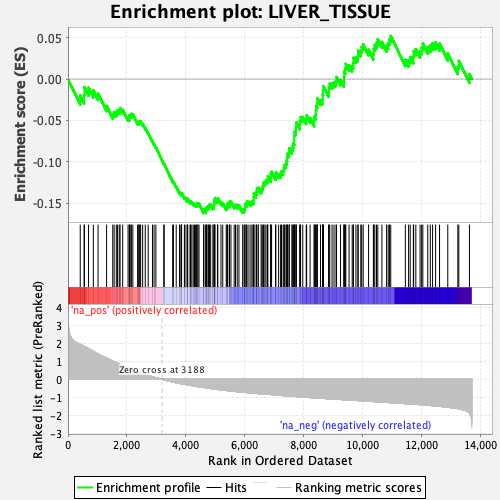 Enrichment plot: LIVER_TISSUE
Enrichment score (ES)
0.05
0.00
-0.05
-0.10
-0.15
'na_pos' (positively correlated)
Ranked list metric (PreRanked)
4
3
2
1
0
-1
-2
-3
Zero cross at 3188
'na_neg' (negatively correlated)
0
2,000
4,000
6,000
8,000
10,000
12,000
14,000
Rank in Ordered Dataset
Enrichment profile
Hits
Ranking metric scores